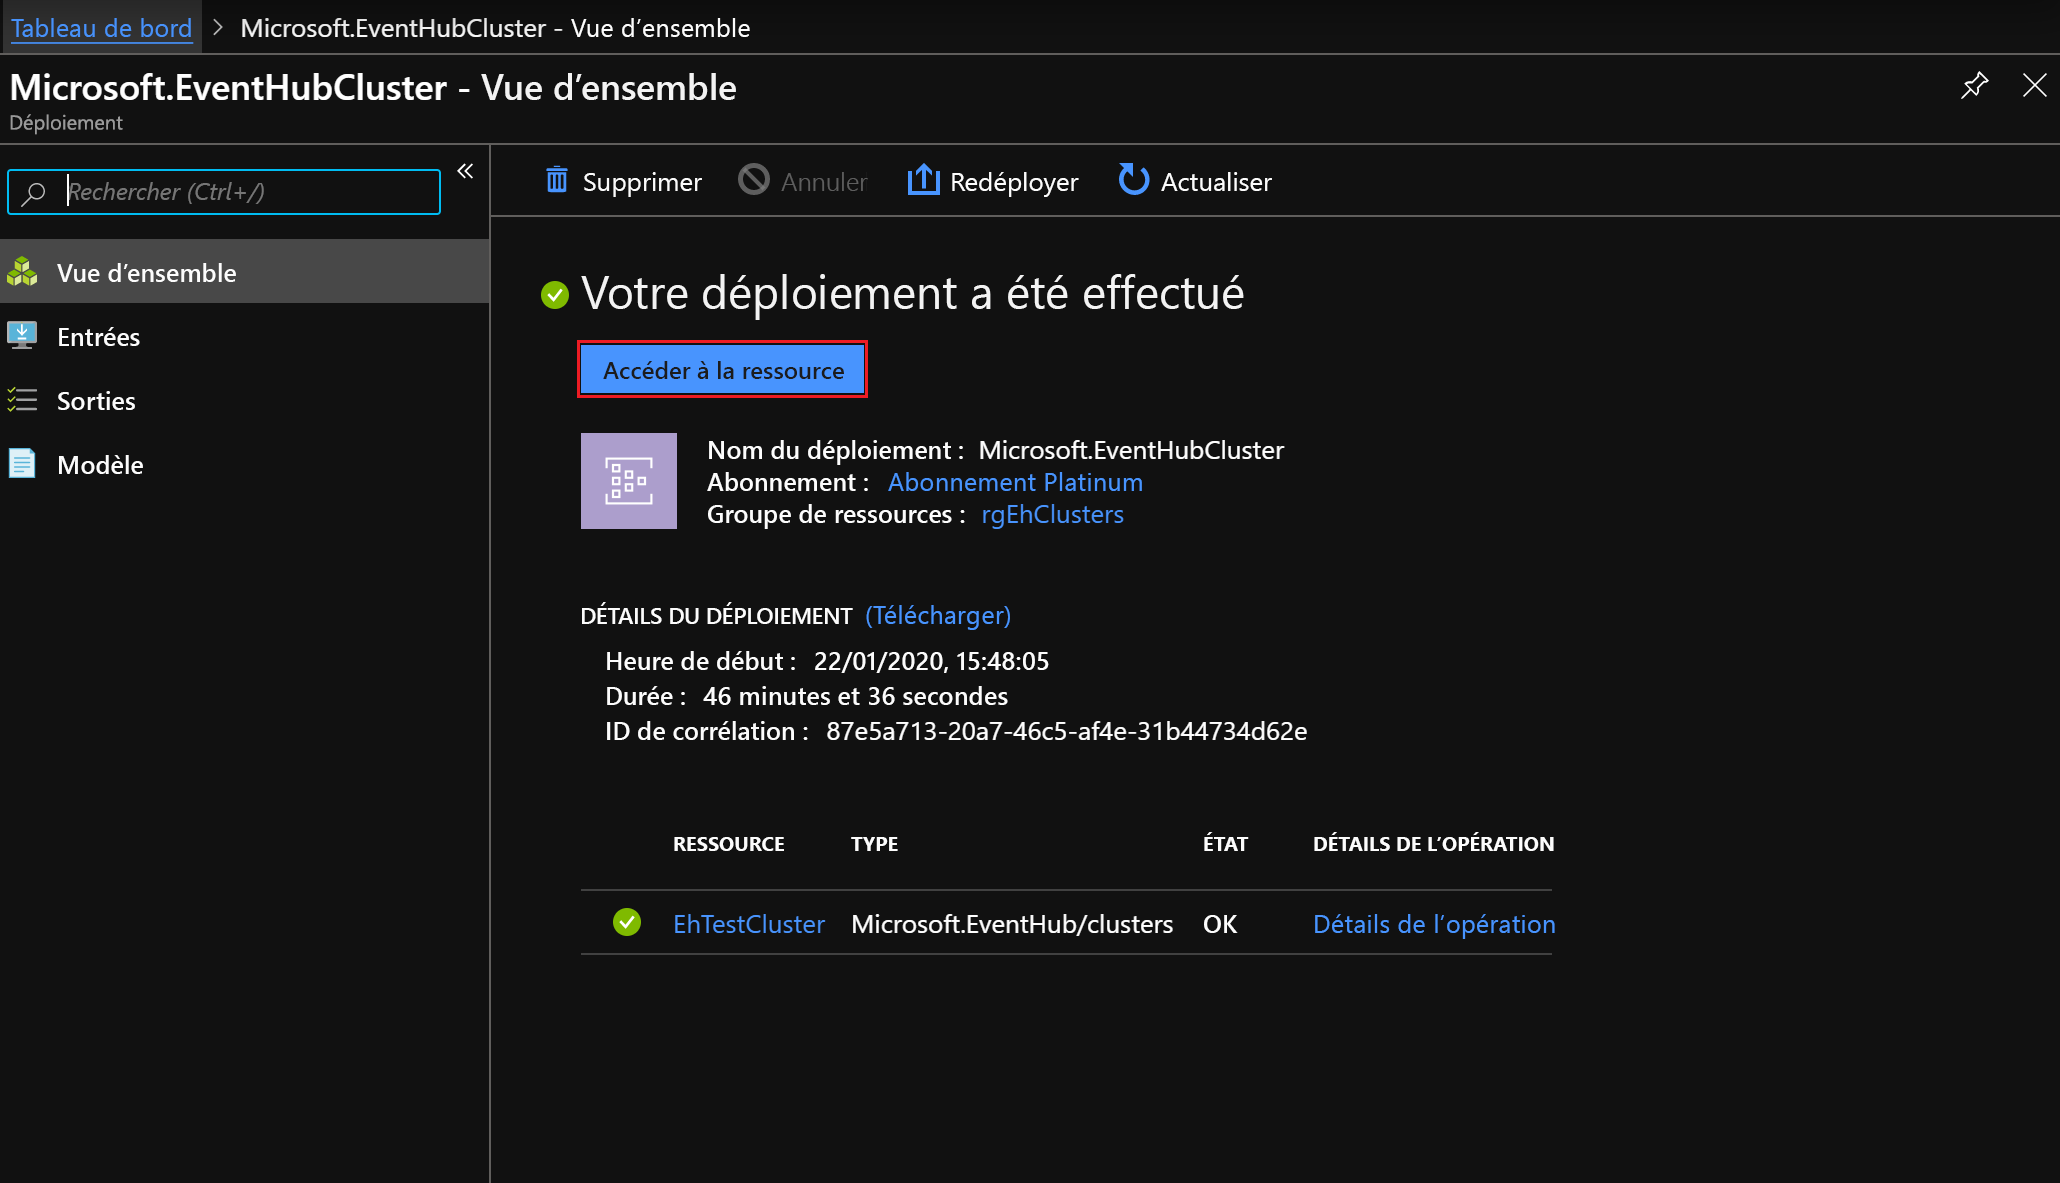 Tableau de bord > Microsoft.EventHubCluster - Vue d’ensemble
Microsoft.EventHubCluster - Vue d’ensemble
Déploiement
Rechercher (Ctrl+/)
Vue d’ensemble
Entrées
Sorties
Modèle
Supprimer Annuler Redéployer Actualiser
Votre déploiement a été effectué
Accéder à la ressource
Nom du déploiement : Microsoft.EventHubCluster
Abonnement : Abonnement Platinum
Groupe de ressources : rgEhClusters
DÉTAILS DU DÉPLOIEMENT (Télécharger)
Heure de début : 22/01/2020, 15:48:05
Durée : 46 minutes et 36 secondes
ID de corrélation : 87e5a713-20a7-46c5-af4e-31b44734d62e
RESSOURCE TYPE ÉTAT DÉTAILS DE L’OPÉRATION
EhTestCluster Microsoft.EventHub/clusters OK Détails de l’opération